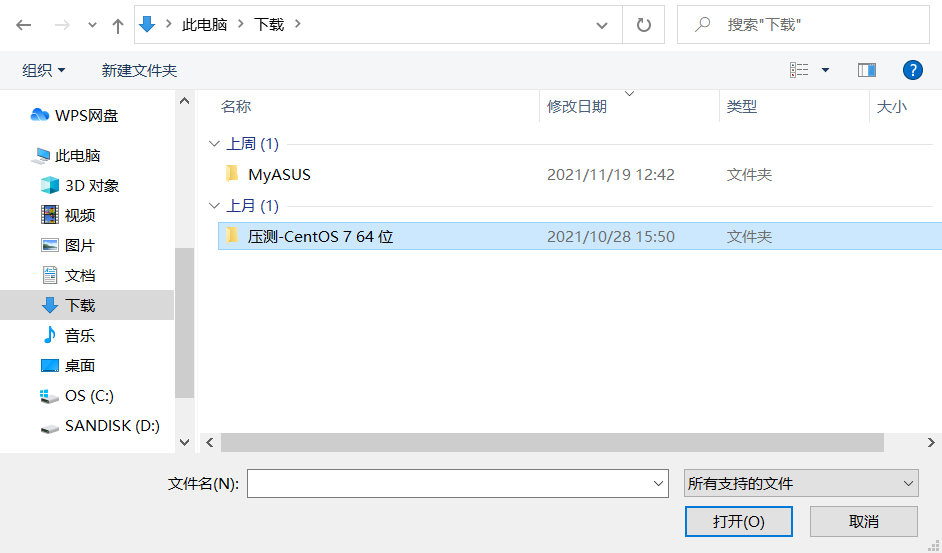 此电脑 下载
搜索"下载"
组织 新建文件夹 ?
名称 修改日期 类型 大小
WPS网盘
此电脑
3D 对象
视频
图片
文档
下载
音乐
桌面
OS (C:)
SANDISK (D:)
上周 (1)
MyASUS 2021/11/19 12:42 文件夹
上月 (1)
压测-CentOS 7 64 位 2021/10/28 15:50 文件夹
文件名(N): 所有支持的文件
打开(O) 取消